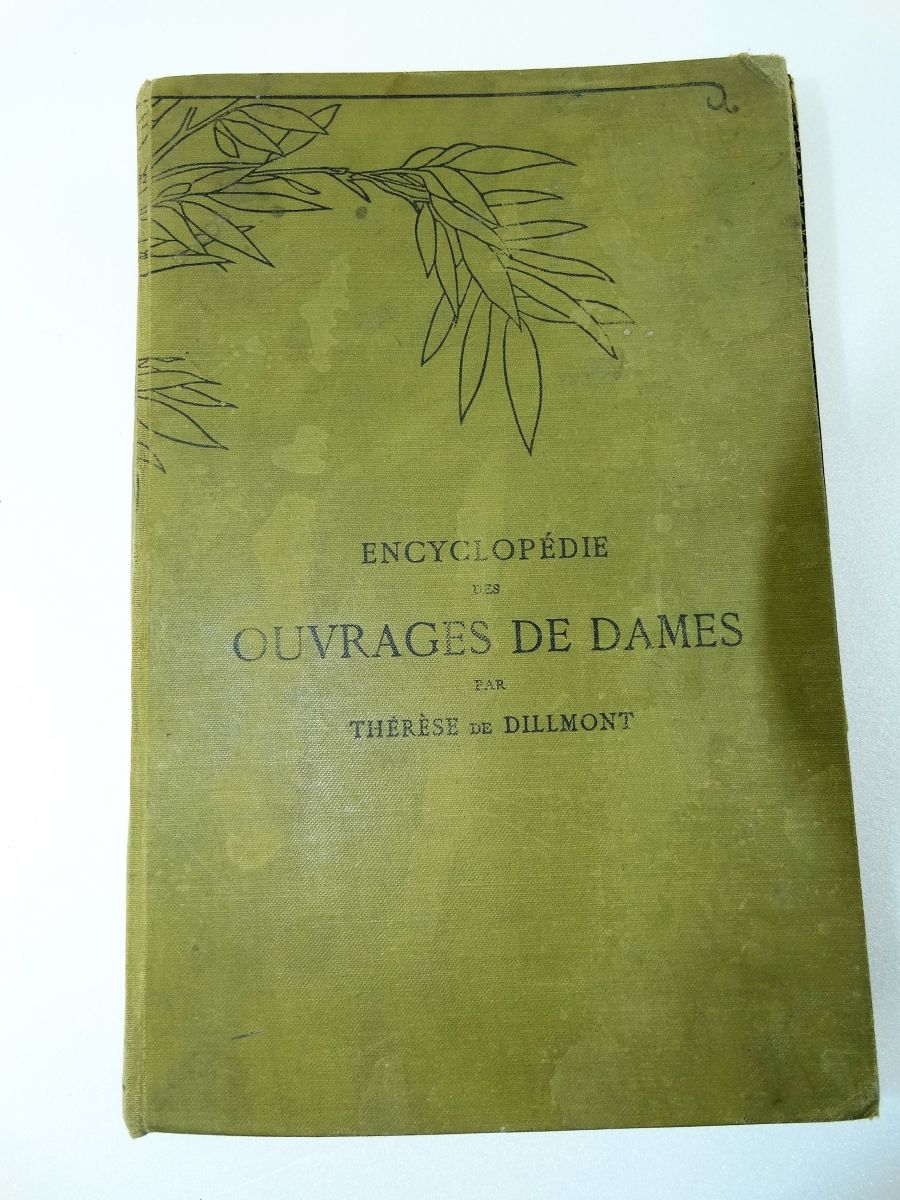 ENCYCLOPÉDIE
DES
OUVRAGES DE DAMES
PAR
THÉRÈSE DE DILLMONT